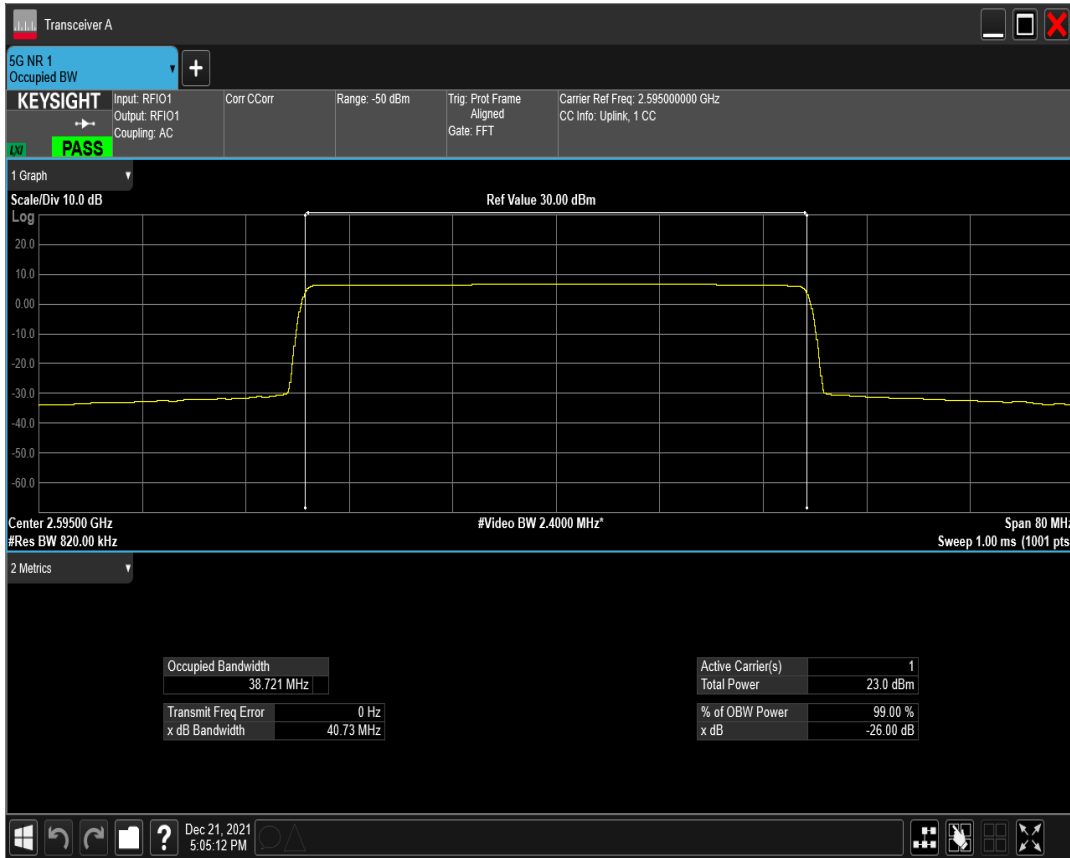 Transceiver A
5G NR 1
Occupied BW
+
KEYSIGHT
LXI
PASS
Input: RFIO1
Output: RFIO1
Coupling: AC
Corr CCorr
Range: -50 dBm
Trig: Prot Frame
Aligned
Gate: FFT
Carrier Ref Freq: 2.595000000 GHz
CC Info: Uplink, 1 CC
1 Graph
Scale/Div 10.0 dB
Ref Value 30.00 dBm
Log
20.0
10.0
0.00
-10.0
-20.0
-30.0
-40.0
-50.0
-60.0
Center 2.59500 GHz
#Video BW 2.4000 MHz*
Span 80 MHz
#Res BW 820.00 kHz
Sweep 1.00 ms (1001 pts
2 Metrics
Occupied Bandwidth
38.721 MHz
Transmit Freq Error 0 Hz
x dB Bandwidth 40.73 MHz
Active Carrier(s) 1
Total Power 23.0 dBm
% of OBW Power 99.00 %
x dB -26.00 dB
?
Dec 21, 2021
5:05:12 PM